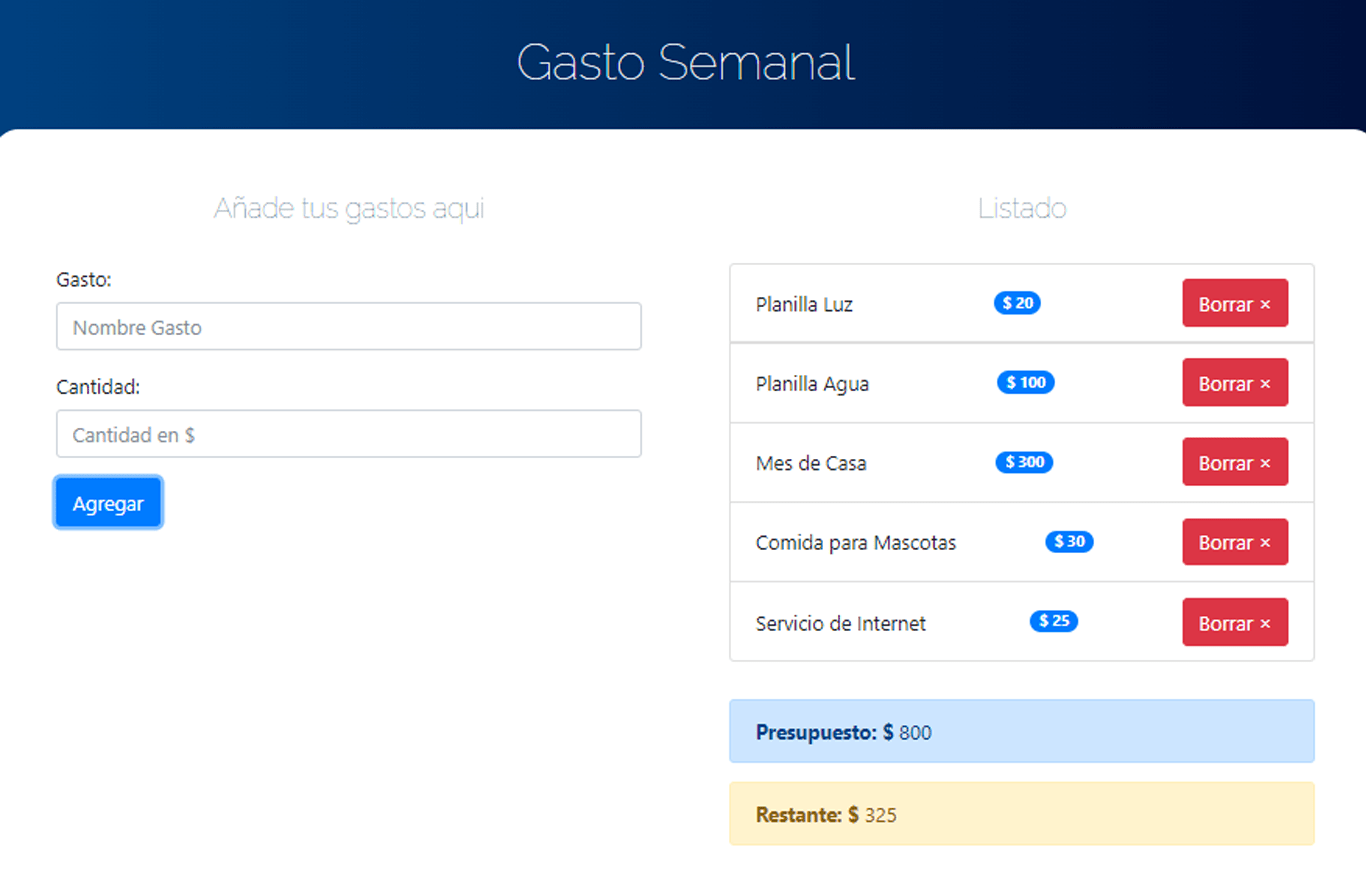 Gasto Semanal
Añade tus gastos aqui
Gasto:
Nombre Gasto
Cantidad:
Cantidad en $
Agregar
Listado
Planilla Luz $ 20 Borrar ×
Planilla Agua $ 100 Borrar ×
Mes de Casa $ 300 Borrar ×
Comida para Mascotas $ 30 Borrar ×
Servicio de Internet $ 25 Borrar ×
Presupuesto: $ 800
Restante: $ 325